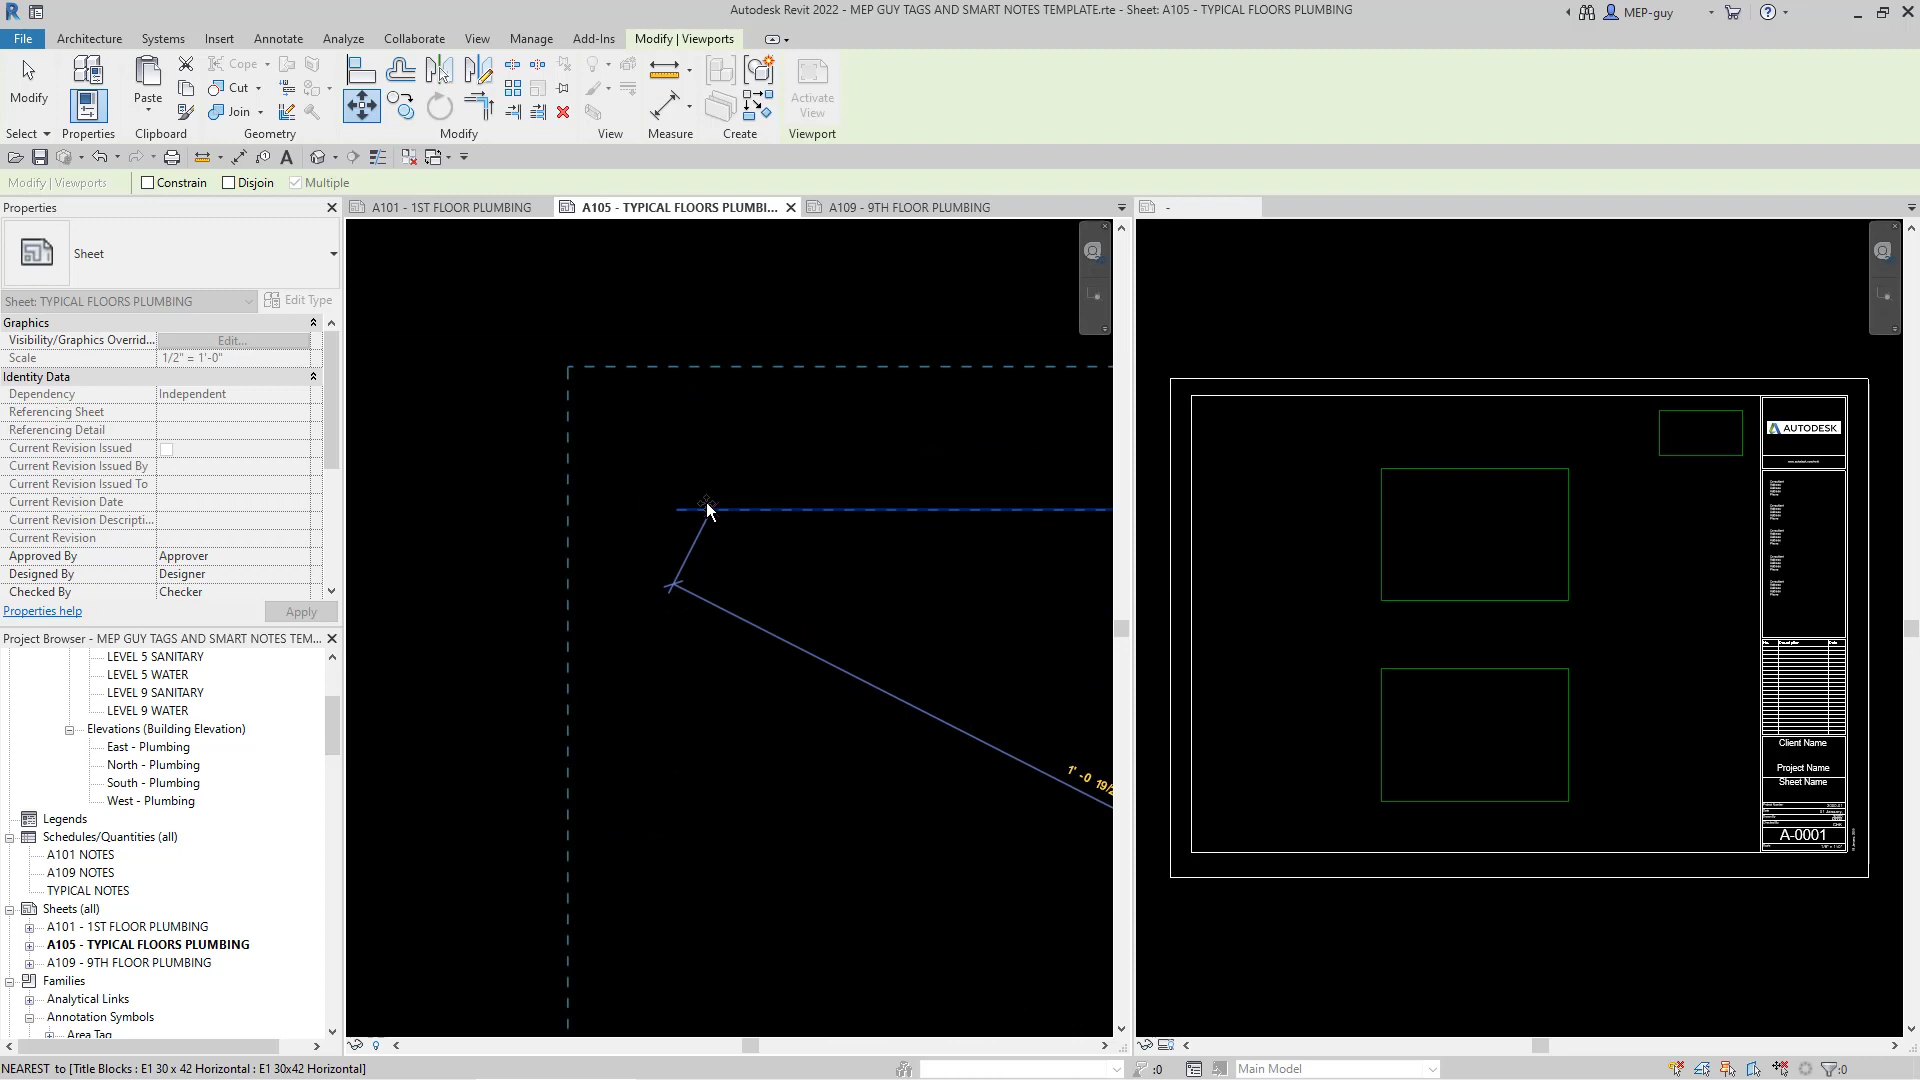 Autodesk Revit 2022 - MEP GUY TAGS AND SMART NOTES TEMPLATE.rte - Sheet: A105 - TYPICAL FLOORS PLUMBING
MEP-guy
File Architecture Systems Insert Annotate Analyze Collaborate View Manage Add-Ins Modify | Viewports
Modify
Paste
Cope
Cut
Join
Activate
View
Select Properties Clipboard Geometry Modify View Measure Create Viewport
Modify | Viewports Constrain Disjoin Multiple
Properties
A101 - 1ST FLOOR PLUMBING
A105 - TYPICAL FLOORS PLUMBI...
A109 - 9TH FLOOR PLUMBING
-
Sheet
Sheet: TYPICAL FLOORS PLUMBING
Edit Type
Graphics
Visibility/Graphics Overrid... Edit...
Scale 1/2" = 1'-0"
Identity Data
Dependency Independent
Referencing Sheet
Referencing Detail
Current Revision Issued
Current Revision Issued By
Current Revision Issued To
Current Revision Date
Current Revision Descripti...
Current Revision
Approved By Approver
Designed By Designer
Checked By Checker
Properties help Apply
Project Browser - MEP GUY TAGS AND SMART NOTES TEM...
LEVEL 5 SANITARY
LEVEL 5 WATER
LEVEL 9 SANITARY
LEVEL 9 WATER
Elevations (Building Elevation)
East - Plumbing
North - Plumbing
South - Plumbing
West - Plumbing
Legends
Schedules/Quantities (all)
A101 NOTES
A109 NOTES
TYPICAL NOTES
Sheets (all)
A101 - 1ST FLOOR PLUMBING
A105 - TYPICAL FLOORS PLUMBING
A109 - 9TH FLOOR PLUMBING
Families
Analytical Links
Annotation Symbols
Area Tag
1' -0 19/
AUTODESK
Client Name
Project Name
Sheet Name
A-0001
NEAREST to [Title Blocks : E1 30 x 42 Horizontal : E1 30x42 Horizontal]
:0
Main Model
:0